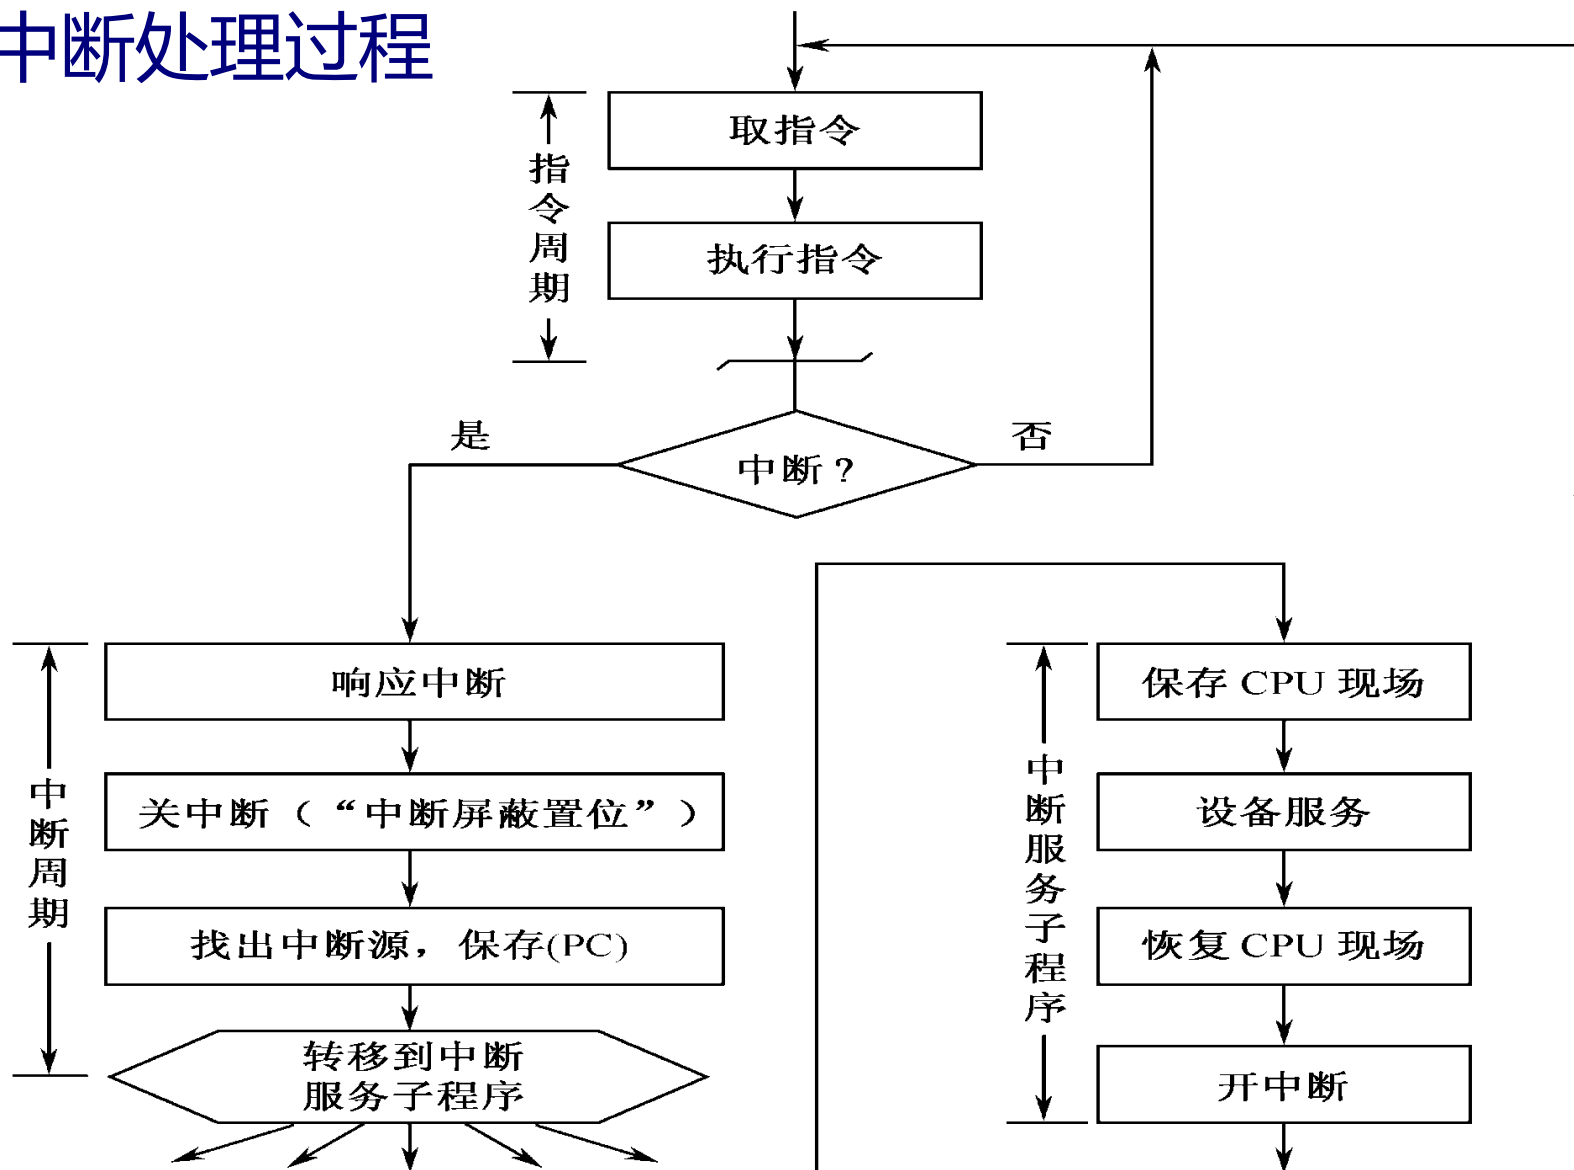 中断处理过程
取指令
指令周期
执行指令
是
否
中断？
响应中断
关中断（“中断屏蔽置位”）
中断周期
找出中断源，保存(PC)
转移到中断
服务子程序
保存 CPU 现场
设备服务
中断服务子程序
恢复 CPU 现场
开中断